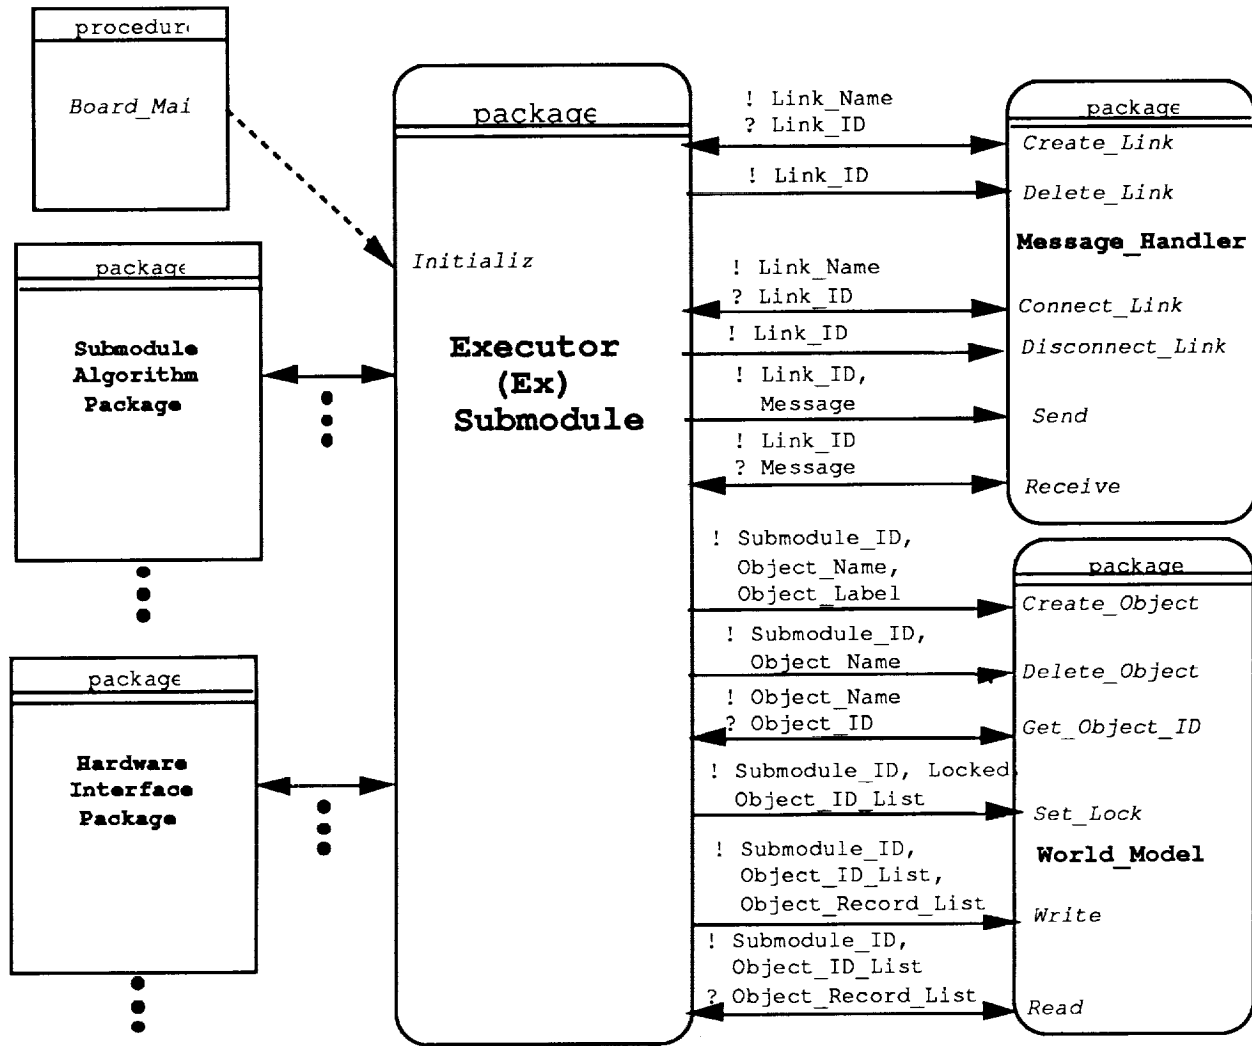 procedur
Board_Mai
package
Submodule
Algorithm
Package
package
Hardware
Interface
Package
package
Initializ
Executor
(Ex)
Submodule
! Link_Name
? Link_ID
! Link_ID
! Link_Name
? Link_ID
! Link_ID
! Link_ID,
Message
! Link_ID
? Message
! Submodule_ID,
Object_Name,
Object_Label
! Submodule_ID,
Object_Name
! Object_Name
? Object_ID
! Submodule_ID, Locked
Object_ID_List
! Submodule_ID,
Object_ID_List,
Object_Record_List
! Submodule_ID,
Object_ID_List
? Object_Record_List
package
Create_Link
Delete_Link
Message_Handler
Connect_Link
Disconnect_Link
Send
Receive
package
Create_Object
Delete_Object
Get_Object_ID
Set_Lock
World_Model
Write
Read